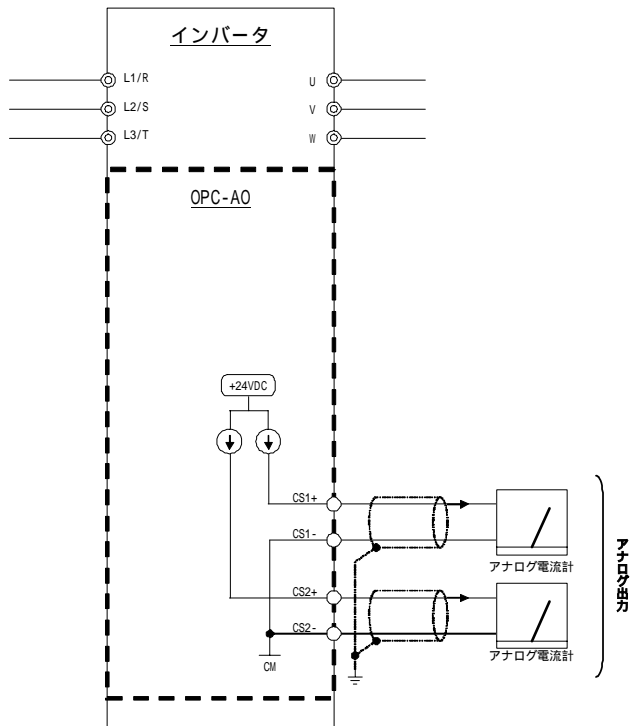 インバータ
L1/R
U
L2/S
V
L3/T
W
OPC-AO
+24VDC
CS1+
CS1-
アナログ電流計
CS2+
CS2-
アナログ電流計
CM
アナログ出力